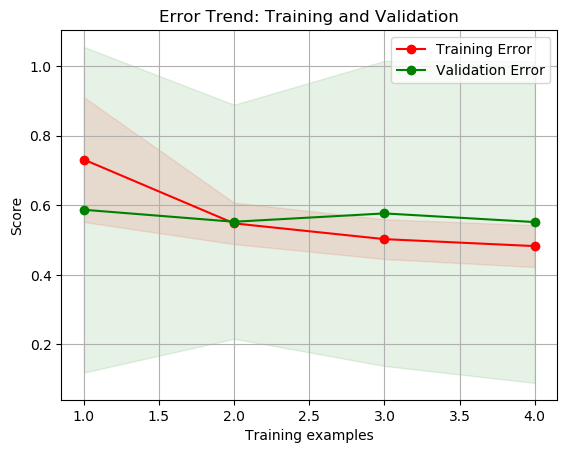 Error Trend: Training and Validation
Training Error
Validation Error
1.0
0.8
0.6
0.4
0.2
Score
1.0 1.5 2.0 2.5 3.0 3.5 4.0
Training examples